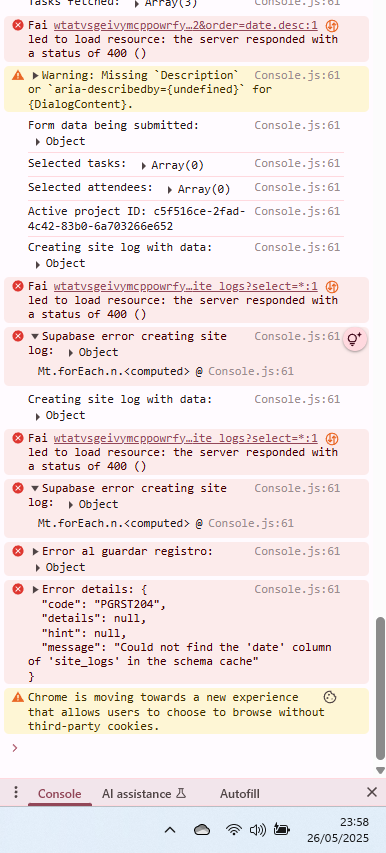 Tasks fetched: Array(3)
Fai wtatvsgeivymcppowrfy…2&order=date.desc:1
led to load resource: the server responded with
a status of 400 ()
Warning: Missing `Description` Console.js:61
or `aria-describedby={undefined}` for
{DialogContent}.
Form data being submitted: Console.js:61
Object
Selected tasks: Array(0) Console.js:61
Selected attendees: Array(0) Console.js:61
Active project ID: c5f516ce-2fad- Console.js:61
4c42-83b0-6a703266e652
Creating site log with data: Console.js:61
Object
Fai wtatvsgeivymcppowrfy…ite_logs?select=*:1
led to load resource: the server responded with
a status of 400 ()
Supabase error creating site Console.js:61
log: Object
Mt.forEach.n.<computed> @ Console.js:61
Creating site log with data: Console.js:61
Object
Fai wtatvsgeivymcppowrfy…ite_logs?select=*:1
led to load resource: the server responded with
a status of 400 ()
Supabase error creating site Console.js:61
log: Object
Mt.forEach.n.<computed> @ Console.js:61
Error al guardar registro: Console.js:61
Object
Error details: { Console.js:61
"code": "PGRST204",
"details": null,
"hint": null,
"message": "Could not find the 'date' column
of 'site_logs' in the schema cache"
}
Chrome is moving towards a new experience
that allows users to choose to browse without
third-party cookies.
Console AI assistance Autofill
23:58
26/05/2025